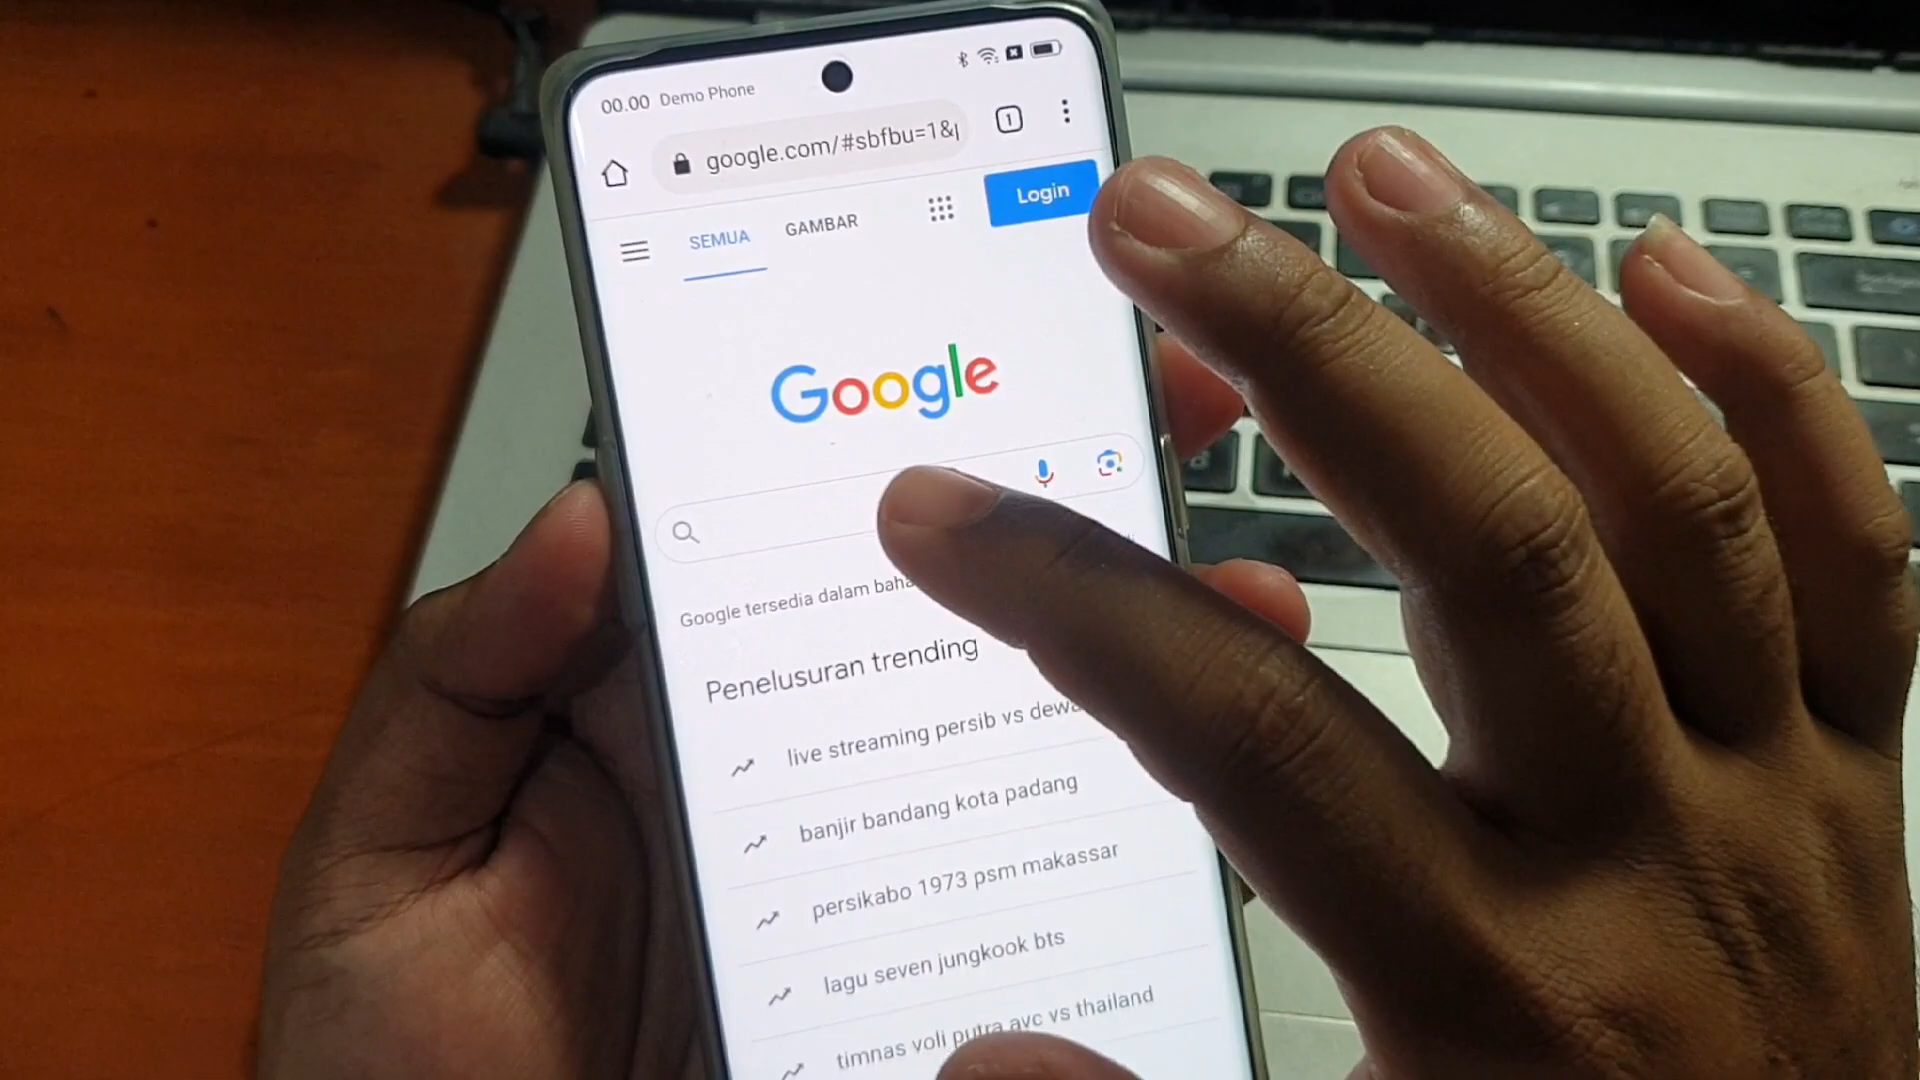 00.00 Demo Phone
google.com/#sbfbu=1&
1
SEMUA GAMBAR Login
Google
Google tersedia dalam
Penelusuran trending
live streaming persib vs
banjir bandang kota padang
persikabo 1973 psm makassar
lagu seven jungkook bts
timnas voli putra avc vs thailand